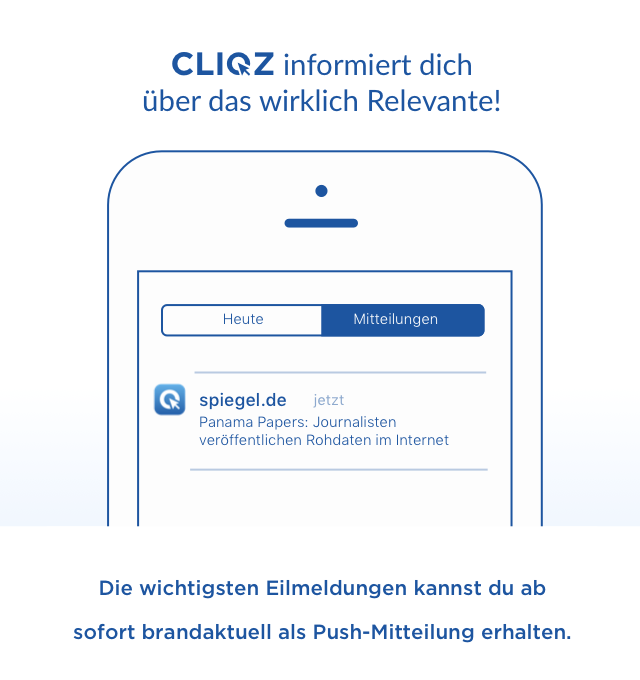 CLIQZ informiert dich
über das wirklich Relevante!
Heute Mitteilungen
spiegel.de jetzt
Panama Papers: Journalisten
veröffentlichen Rohdaten im Internet
Die wichtigsten Eilmeldungen kannst du ab
sofort brandaktuell als Push-Mitteilung erhalten.